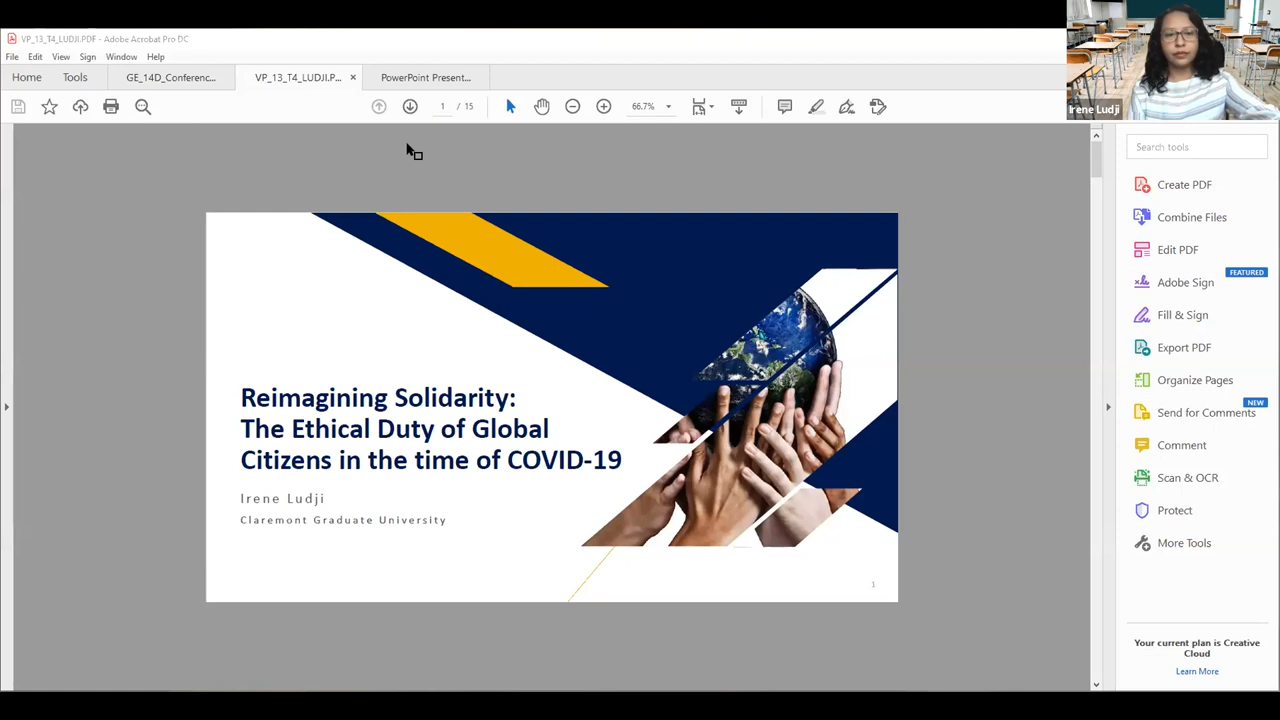 VP_13_T4_LUDJI.PDF - Adobe Acrobat Pro DC
File Edit View Sign Window Help
Home Tools GE_14D_Conferenc... VP_13_T4_LUDJI.P... × PowerPoint Present...
1 / 15 66.7%
Irene Ludji
Reimagining Solidarity:
The Ethical Duty of Global
Citizens in the time of COVID-19
Irene Ludji
Claremont Graduate University
1
Search tools
Create PDF
Combine Files
Edit PDF
FEATURED
Adobe Sign
Fill & Sign
Export PDF
Organize Pages
NEW
Send for Comments
Comment
Scan & OCR
Protect
More Tools
Your current plan is Creative
Cloud
Learn More